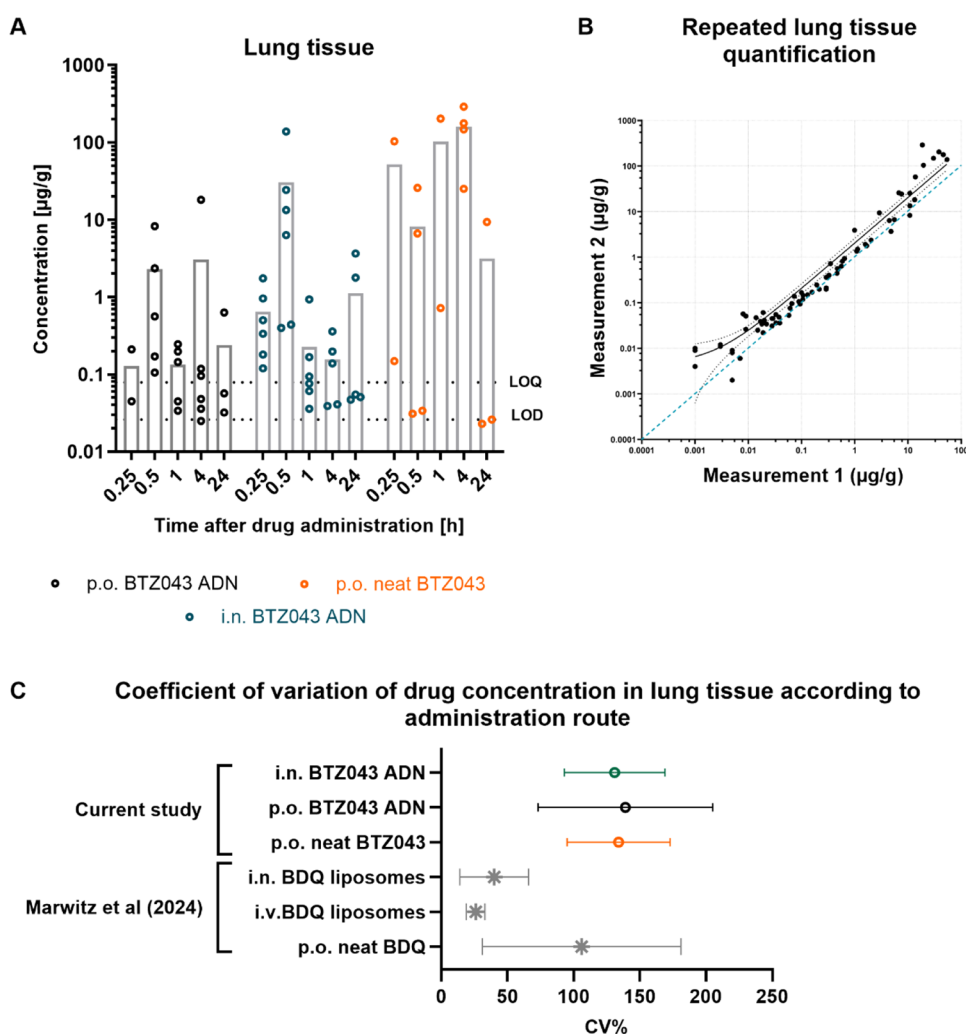 A
Lung tissue
Concentration [µg/g]
1000
100
10
1
0.1
0.01
LOQ
LOD
0.25 0.5 1 4 24 0.25 0.5 1 4 24 0.25 0.5 1 4 24
Time after drug administration [h]
p.o. BTZ043 ADN
p.o. neat BTZ043
i.n. BTZ043 ADN
B
Repeated lung tissue
quantification
Measurement 2 (µg/g)
1000
100
10
1
0.1
0.01
0.001
0.0001
0.0001 0.001 0.01 0.1 1 10 100
Measurement 1 (µg/g)
C
Coefficient of variation of drug concentration in lung tissue according to
administration route
Current study
i.n. BTZ043 ADN
p.o. BTZ043 ADN
p.o. neat BTZ043
Marwitz et al (2024)
i.n. BDQ liposomes
i.v.BDQ liposomes
p.o. neat BDQ
0 50 100 150 200 250
CV%